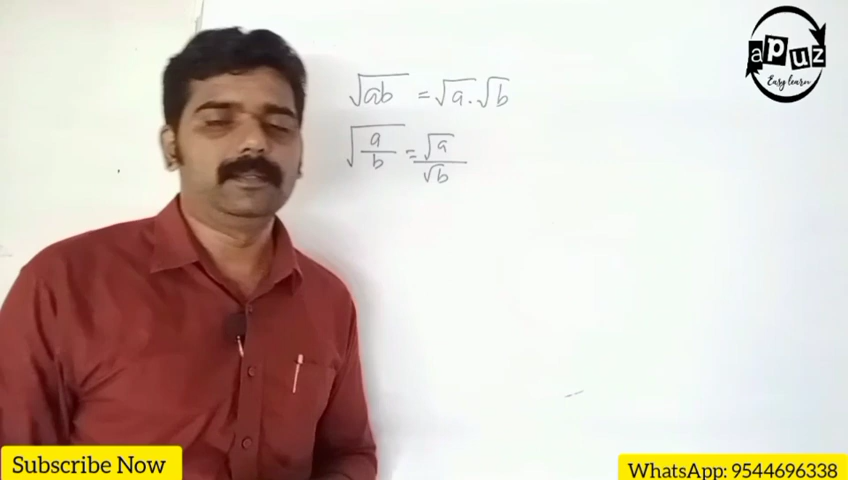 √ab = √a . √b
√a/b = √a/√b
apuz
Easy learn
Subscribe Now
WhatsApp: 9544696338